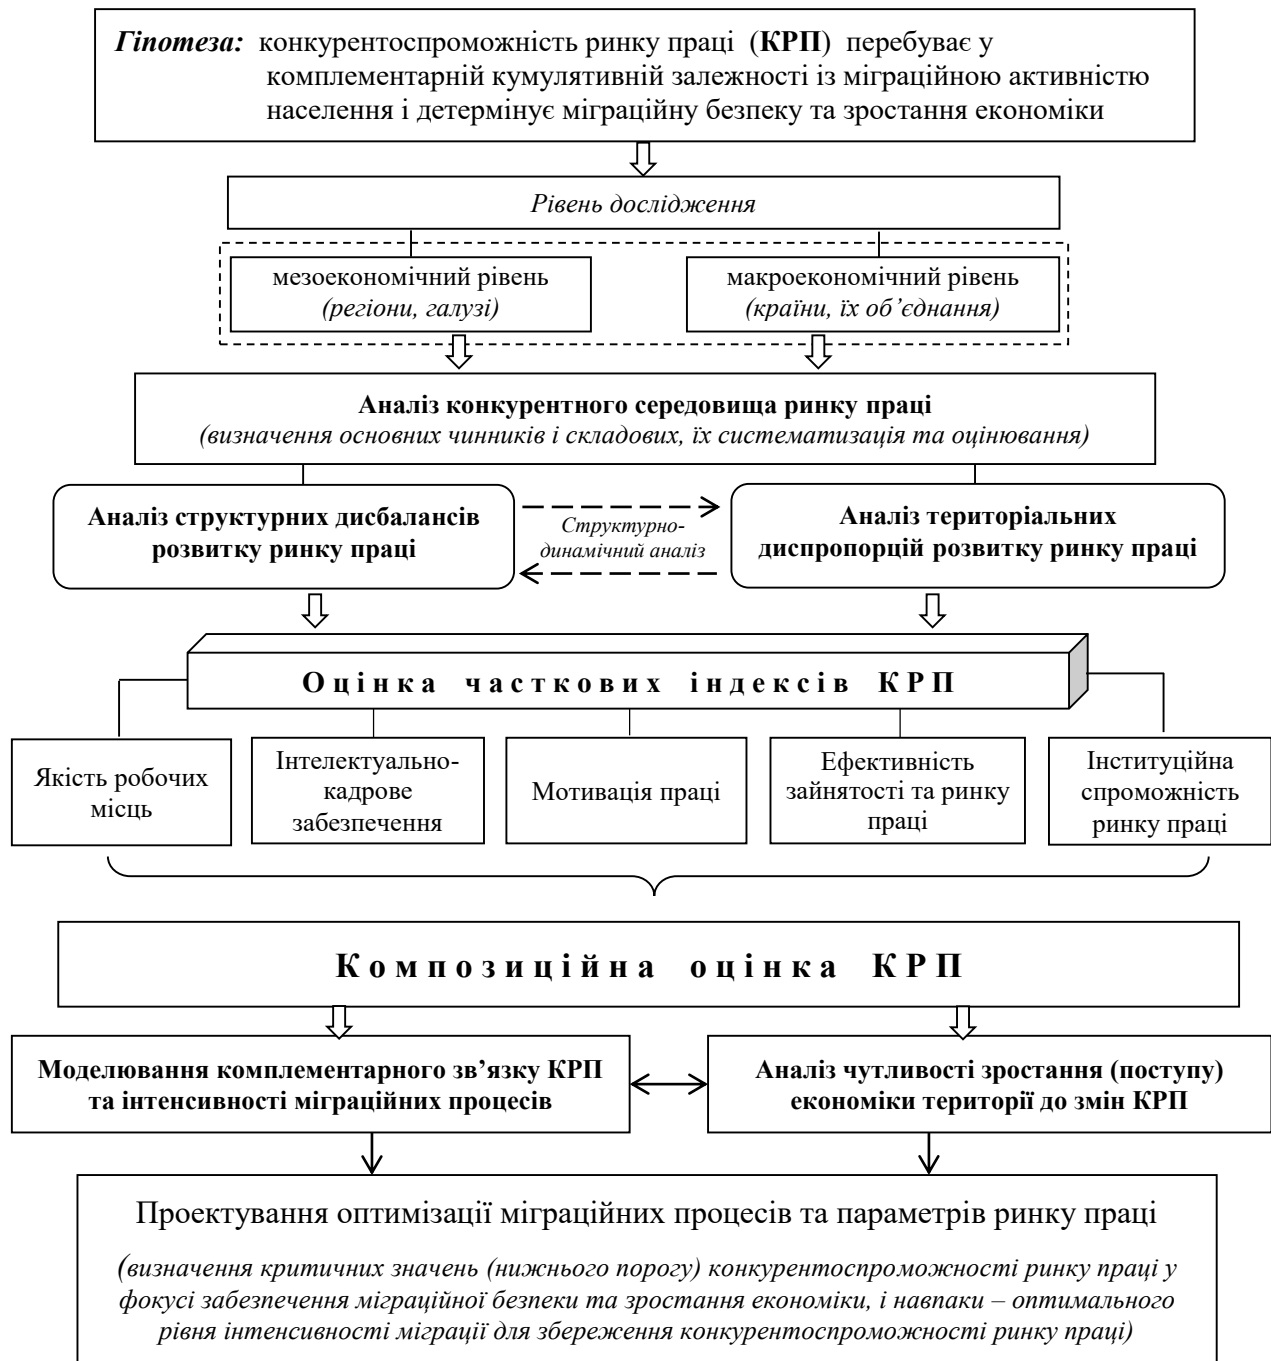 Гіпотеза: конкурентоспроможність ринку праці (КРП) перебуває у
комплементарній кумулятивній залежності із міграційною активністю
населення і детермінує міграційну безпеку та зростання економіки
Рівень дослідження
мезоекономічний рівень
(регіони, галузі)
макроекономічний рівень
(країни, їх об’єднання)
Аналіз конкурентного середовища ринку праці
(визначення основних чинників і складових, їх систематизація та оцінювання)
Аналіз структурних дисбалансів
розвитку ринку праці
Структурно-
динамічний аналіз
Аналіз територіальних
диспропорцій розвитку ринку праці
Оцінка часткових індексів КРП
Якість робочих
місць
Інтелектуально-
кадрове
забезпечення
Мотивація праці
Ефективність
зайнятості та ринку
праці
Інституційна
спроможність
ринку праці
Композиційна оцінка КРП
Моделювання комплементарного зв’язку КРП
та інтенсивності міграційних процесів
Аналіз чутливості зростання (поступу)
економіки території до змін КРП
Проектування оптимізації міграційних процесів та параметрів ринку праці
(визначення критичних значень (нижнього порогу) конкурентоспроможності ринку праці у
фокусі забезпечення міграційної безпеки та зростання економіки, і навпаки – оптимального
рівня інтенсивності міграції для збереження конкурентоспроможності ринку праці)